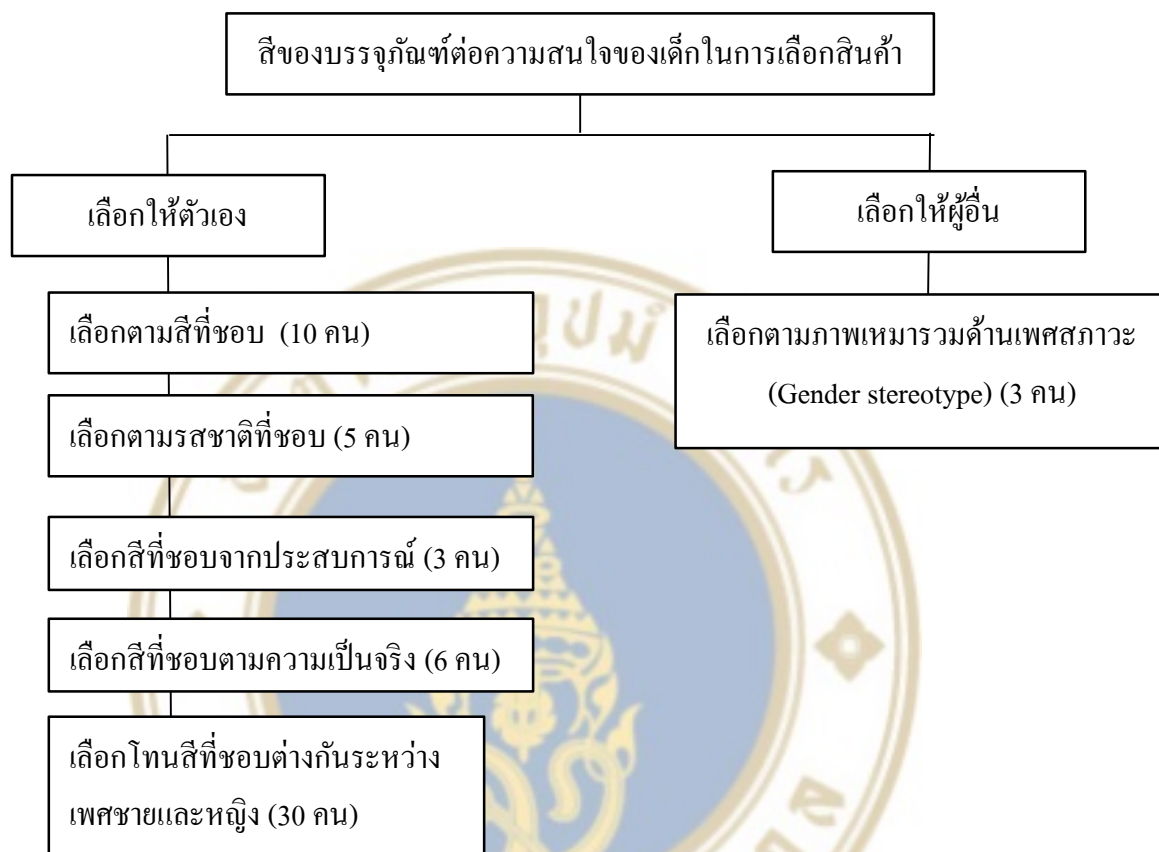 สีของบรรจุภัณฑ์ต่อความสนใจของเด็กในการเลือกสินค้า
เลือกให้ตัวเอง
เลือกตามสีที่ชอบ (10 คน)
เลือกตามรสชาติที่ชอบ (5 คน)
เลือกสีที่ชอบจากประสบการณ์ (3 คน)
เลือกสีที่ชอบตามความเป็นจริง (6 คน)
เลือกโทนสีที่ชอบต่างกันระหว่าง
เพศชายและหญิง (30 คน)
เลือกให้ผู้อื่น
เลือกตามภาพเหมารวมด้านเพศสภาวะ
(Gender stereotype) (3 คน)